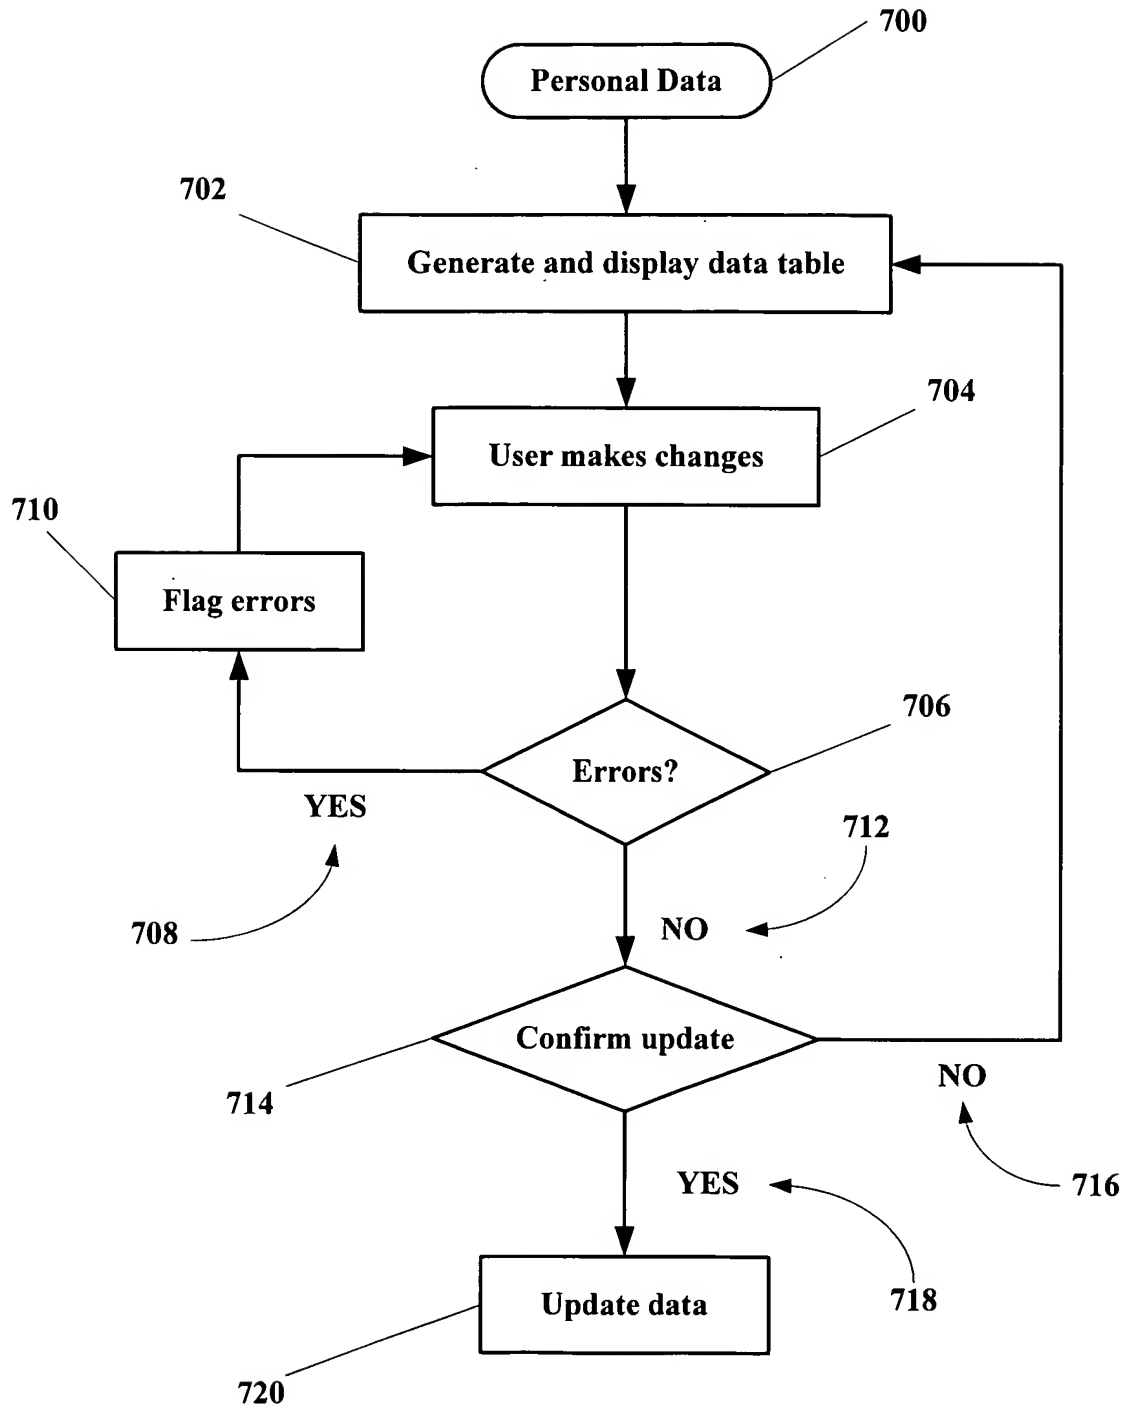 700
Personal Data
702
Generate and display data table
704
User makes changes
710
Flag errors
706
Errors?
YES
712
708
NO
Confirm update
714
NO
716
YES
718
Update data
720